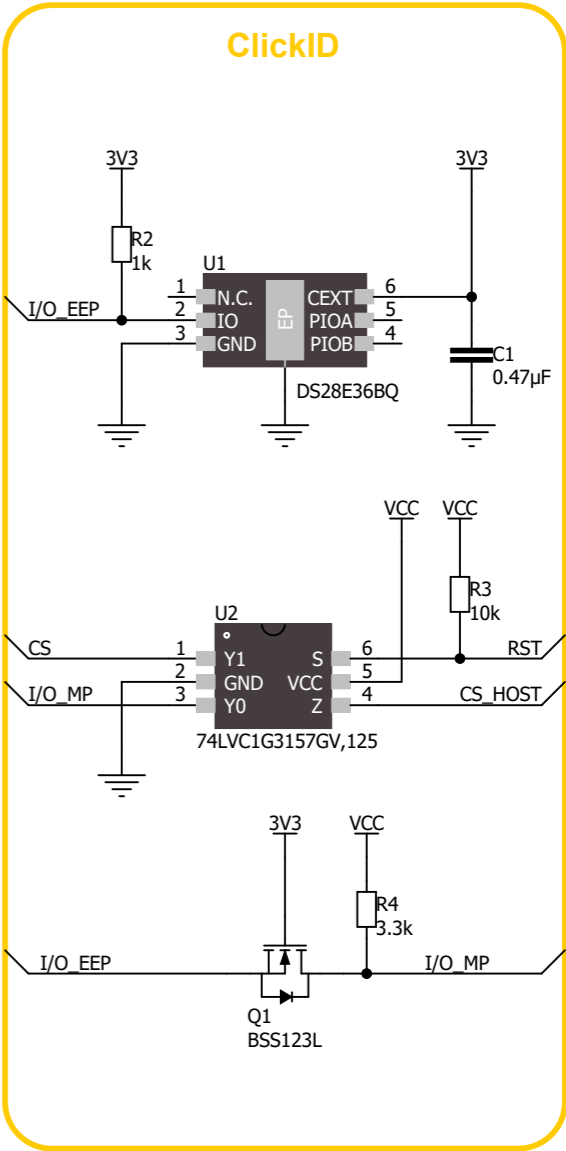 ClickID
3V3
3V3
R2
1k
U1
I/O_EEP
1
N.C.
CEXT
6
2
IO
EP
PIOA
5
3
GND
PIOB
4
C1
0.47µF
DS28E36BQ
VCC
VCC
R3
10k
U2
CS
1
Y1
S
6
RST
2
GND
VCC
5
I/O_MP
3
Y0
Z
4
CS_HOST
74LVC1G3157GV,125
3V3
VCC
R4
3.3k
I/O_EEP
I/O_MP
Q1
BSS123L